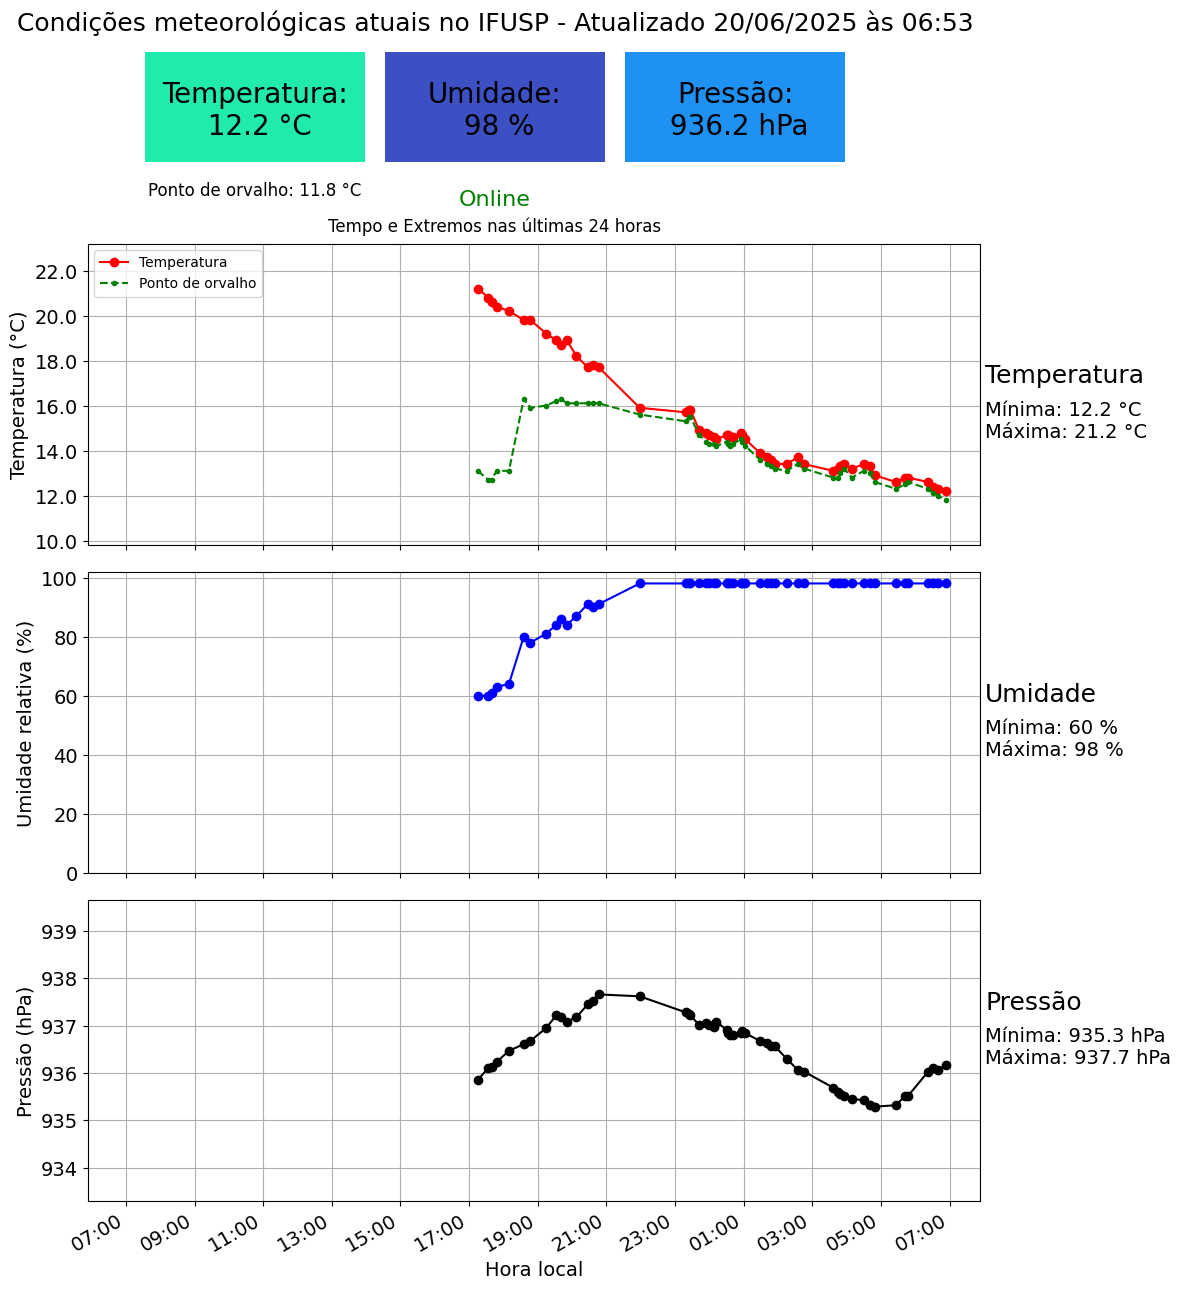 Condições meteorológicas atuais no IFUSP - Atualizado 20/06/2025 às 06:53
Temperatura:
12.2 °C
Umidade:
98 %
Pressão:
936.2 hPa
Ponto de orvalho: 11.8 °C
Online
Tempo e Extremos nas últimas 24 horas
Temperatura
Ponto de orvalho
Temperatura (°C)
22.0
20.0
18.0
16.0
14.0
12.0
10.0
Temperatura
Mínima: 12.2 °C
Máxima: 21.2 °C
Umidade relativa (%)
100
80
60
40
20
0
Umidade
Mínima: 60 %
Máxima: 98 %
Pressão (hPa)
939
938
937
936
935
934
Pressão
Mínima: 935.3 hPa
Máxima: 937.7 hPa
07:00
09:00
11:00
13:00
15:00
17:00
19:00
21:00
23:00
01:00
03:00
05:00
07:00
Hora local